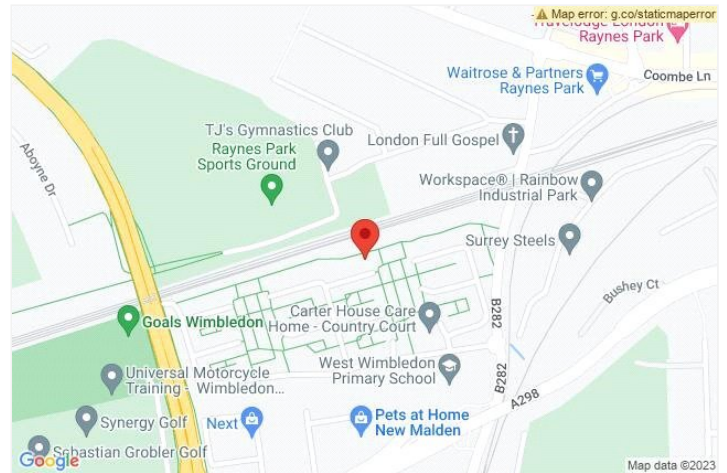 Map error: g.co/staticmaperror
Raynes Park
Waitrose & Partners
Raynes Park
Coombe Ln
TJ's Gymnastics Club
London Full Gospel
Raynes Park
Sports Ground
Aboyne Dr
Workspace® | Rainbow
Industrial Park
Surrey Steels
Bushey Ct
B282
Goals Wimbledon
Carter House Care
Home - Country Court
West Wimbledon
Primary School
Universal Motorcycle
Training - Wimbledon...
B282
A298
Synergy Golf
Next
Pets at Home
New Malden
Sebastian Grobler Golf
Google
Map data ©2023